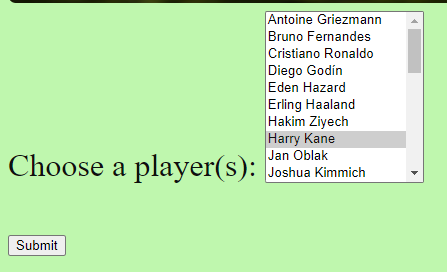 Antoine Griezmann
Bruno Fernandes
Cristiano Ronaldo
Diego Godín
Eden Hazard
Erling Haaland
Hakim Ziyech
Harry Kane
Jan Oblak
Joshua Kimmich
Choose a player(s):
Submit